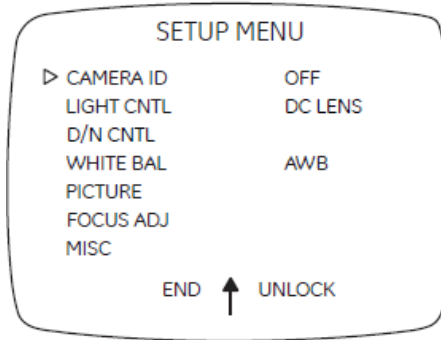 SETUP MENU
CAMERA ID OFF
LIGHT CNTL DC LENS
D/N CNTL
WHITE BAL AWB
PICTURE
FOCUS ADJ
MISC
END UNLOCK